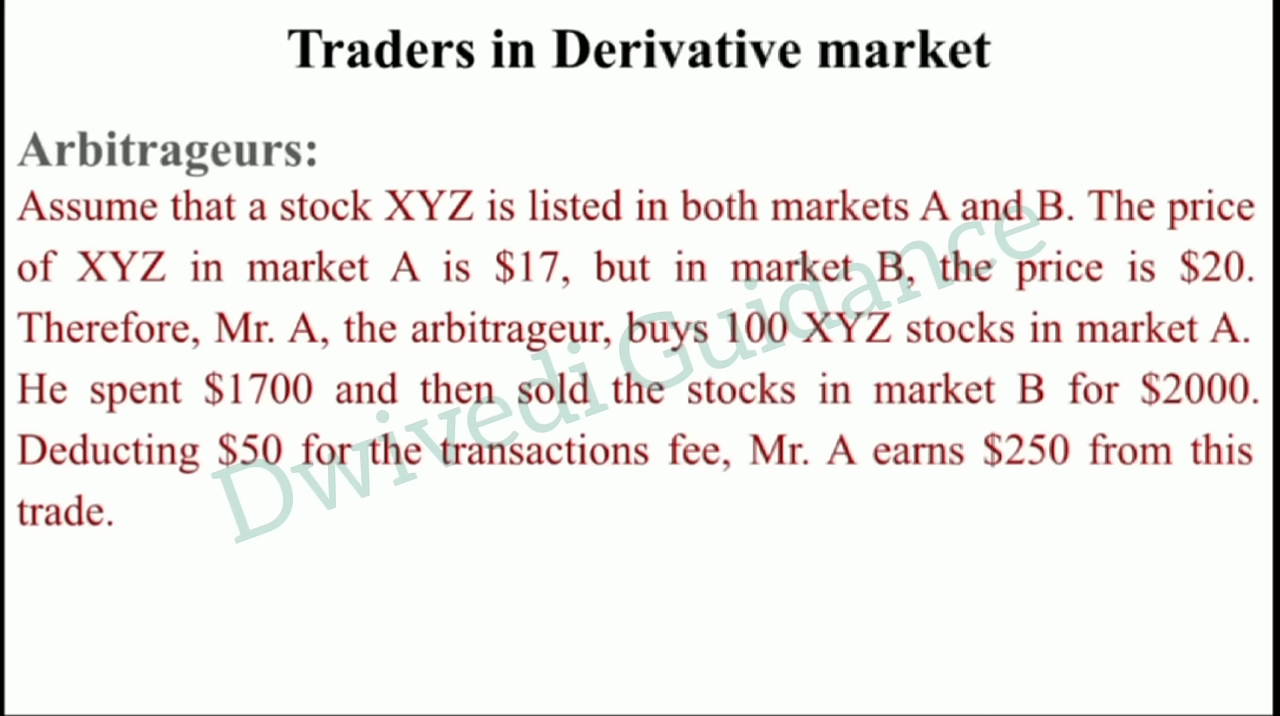 Traders in Derivative market
Arbitrageurs:
Assume that a stock XYZ is listed in both markets A and B. The price
of XYZ in market A is $17, but in market B, the price is $20.
Therefore, Mr. A, the arbitrageur, buys 100 XYZ stocks in market A.
He spent $1700 and then sold the stocks in market B for $2000.
Deducting $50 for the transactions fee, Mr. A earns $250 from this
trade.
Dwivedi Guidance